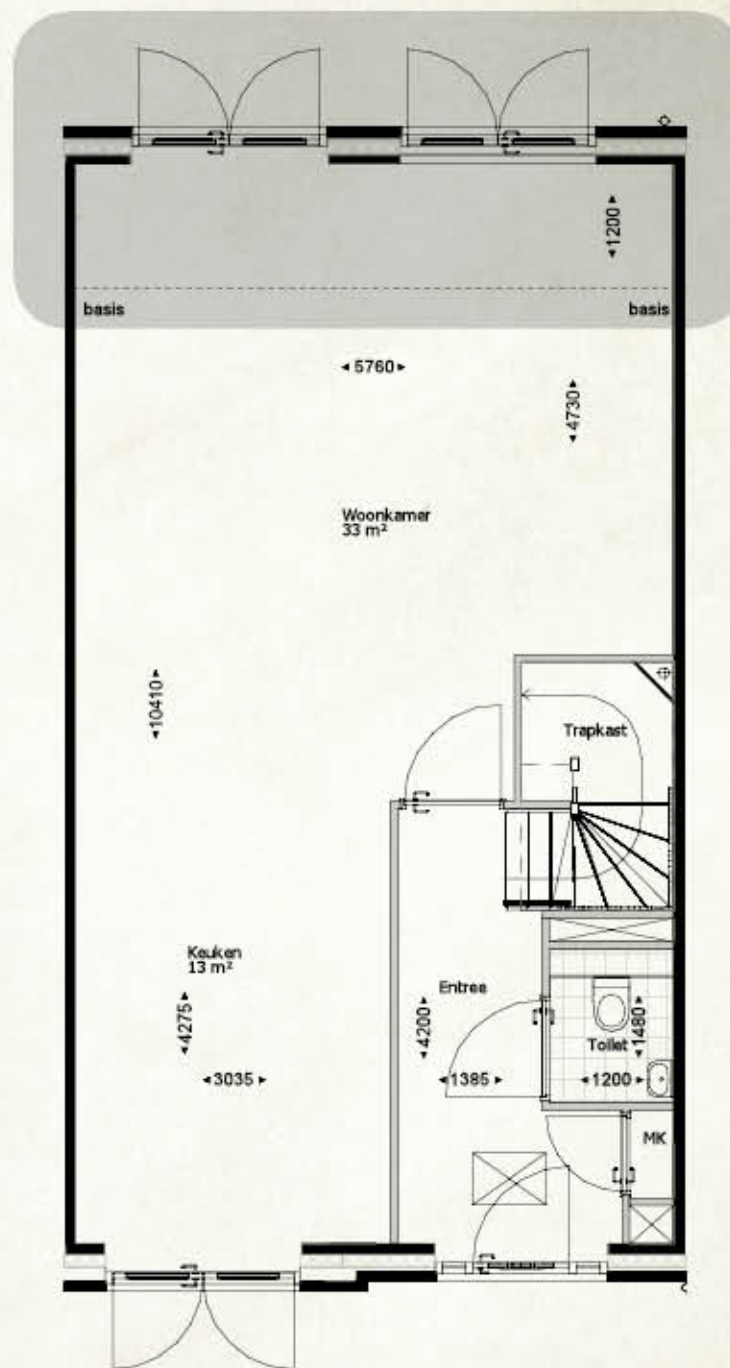 1200
basis
basis
5760
4730
Woonkamer
33 m²
10410
Trapkast
Keuken
13 m²
Entree
4275
4200
1480
Toilet
3035
1385
1200
MK